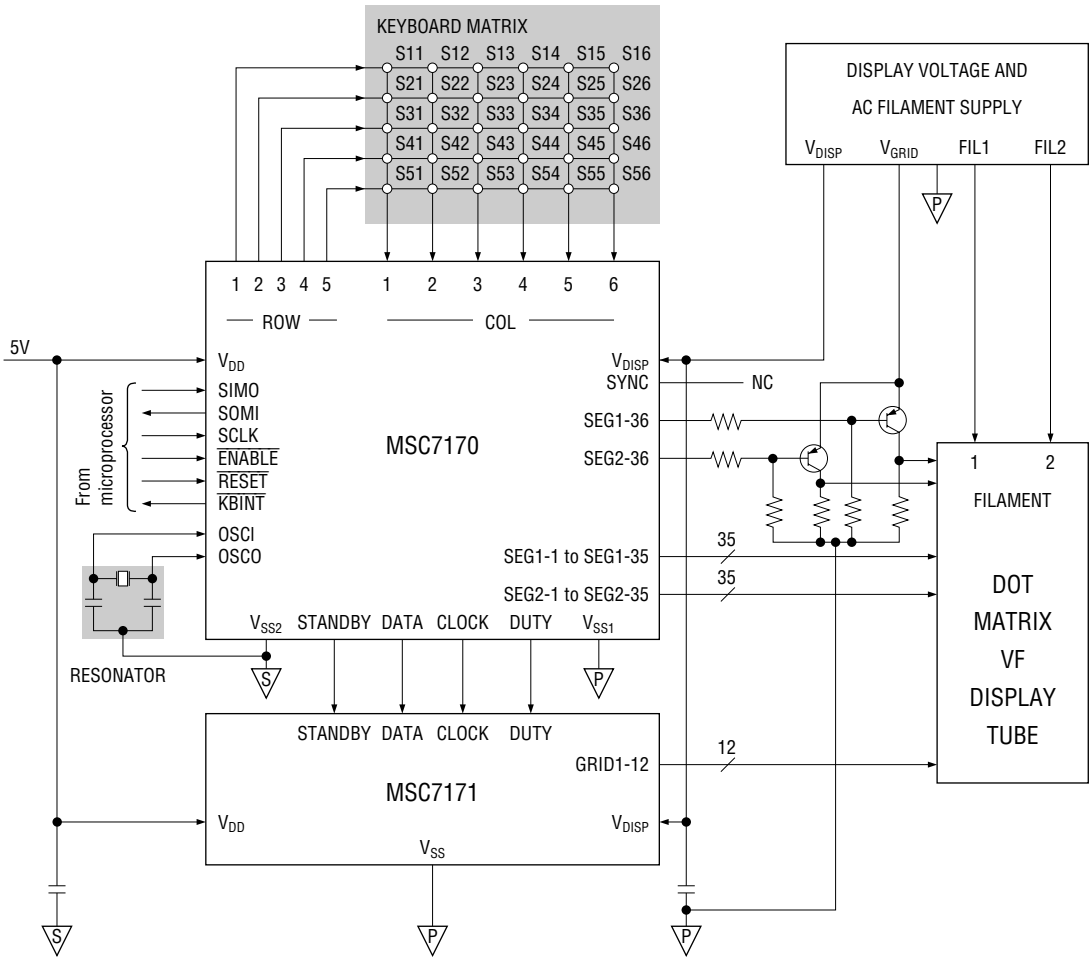 KEYBOARD MATRIX
S11 S12 S13 S14 S15 S16
S21 S22 S23 S24 S25 S26
S31 S32 S33 S34 S35 S36
S41 S42 S43 S44 S45 S46
S51 S52 S53 S54 S55 S56
DISPLAY VOLTAGE AND
AC FILAMENT SUPPLY
VDISP VGRID FIL1 FIL2
P
1 2 3 4 5 1 2 3 4 5 6
ROW COL
5V
VDD
VDISP
SYNC NC
From
microprocessor
SIMO
SOMI
SCLK
ENABLE
RESET
KBINT
OSCI
OSCO
MSC7170
SEG1-36
SEG2-36
SEG1-1 to SEG1-35 35
SEG2-1 to SEG2-35 35
1 2
FILAMENT
DOT
MATRIX
VF
DISPLAY
TUBE
RESONATOR
VSS2 STANDBY DATA CLOCK DUTY VSS1
S P
STANDBY DATA CLOCK DUTY
GRID1-12 12
MSC7171
VDD VDISP
VSS
S P P